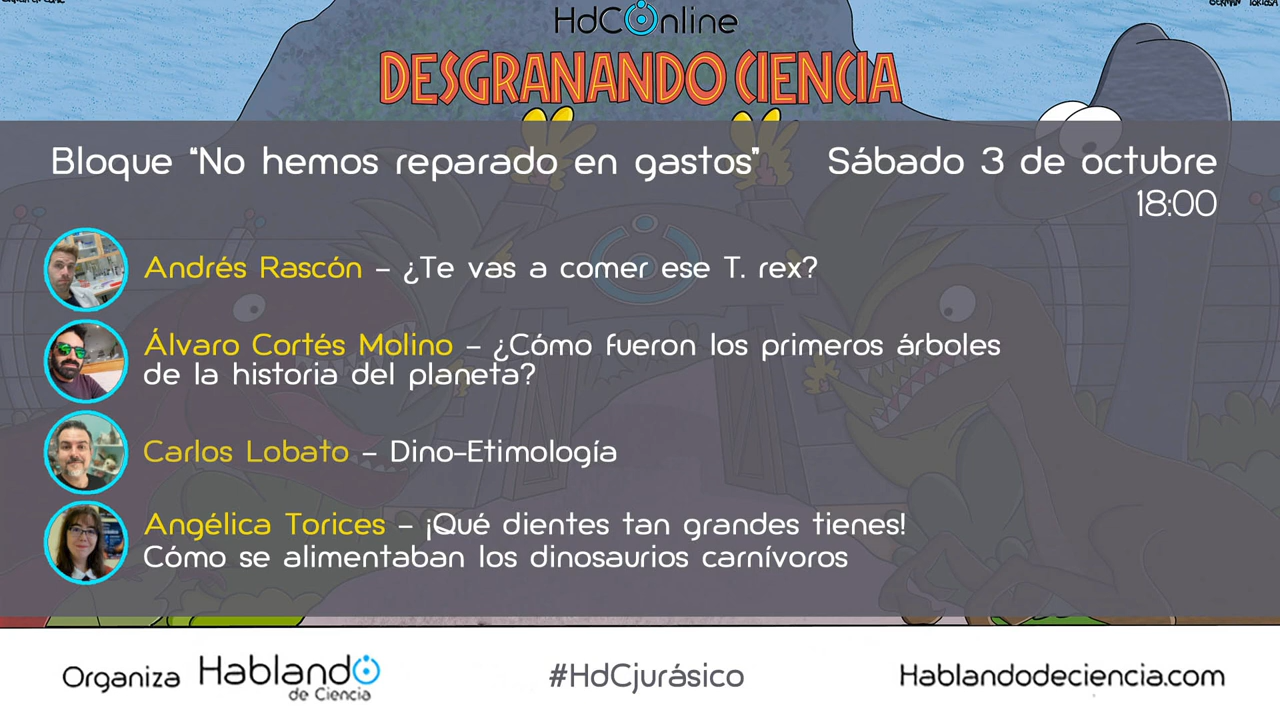 HdCOnline
GERMÁN TORTOSA
DESGRANANDO CIENCIA
Bloque “No hemos reparado en gastos”
Sábado 3 de octubre
18:00
Andrés Rascón – ¿Te vas a comer ese T. rex?
Álvaro Cortés Molino – ¿Cómo fueron los primeros árboles
de la historia del planeta?
Carlos Lobato – Dino-Etimología
Angélica Torices – ¡Qué dientes tan grandes tienes!
Cómo se alimentaban los dinosaurios carnívoros
Organiza Hablando
de Ciencia
#HdCjurásico
Hablandodeciencia.com